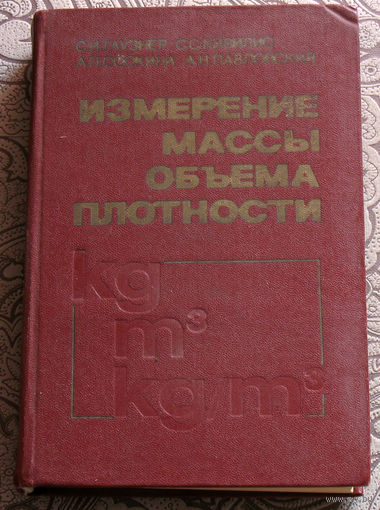 С.И.ГАУЗНЕР С.С.КИВИЛИС
А.П.ОСОКИНА А.Н.ПАВЛОВСКИЙ
ИЗМЕРЕНИЕ
МАССЫ
ОБЪЕМА
ПЛОТНОСТИ
kg
m³
kg/m³